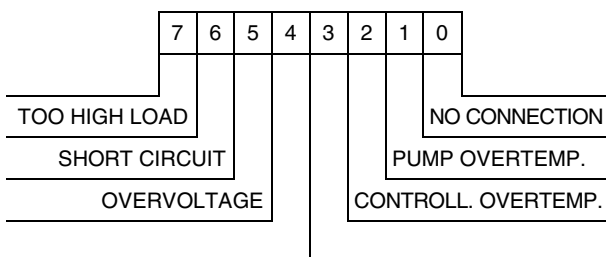 7 6 5 4 3 2 1 0
TOO HIGH LOAD NO CONNECTION
SHORT CIRCUIT PUMP OVERTEMP.
OVERVOLTAGE CONTROLL. OVERTEMP.